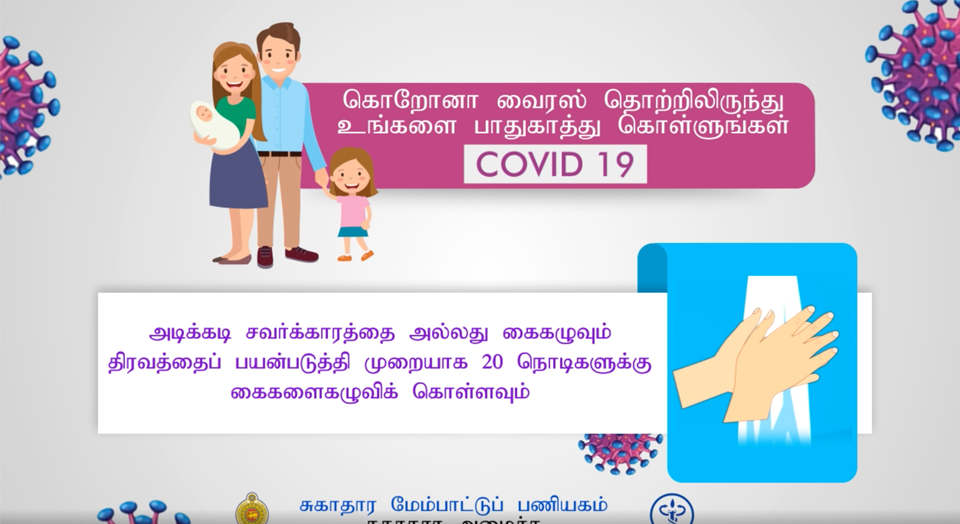 கொறோனா வைரஸ் தொற்றிலிருந்து
உங்களை பாதுகாத்து கொள்ளுங்கள்
COVID 19
அடிக்கடி சவர்க்காரத்தை அல்லது கைகழுவும்
திரவத்தைப் பயன்படுத்தி முறையாக 20 நொடிகளுக்கு
கைகளைகழுவிக் கொள்ளவும்
சுகாதார மேம்பாட்டுப் பணியகம்